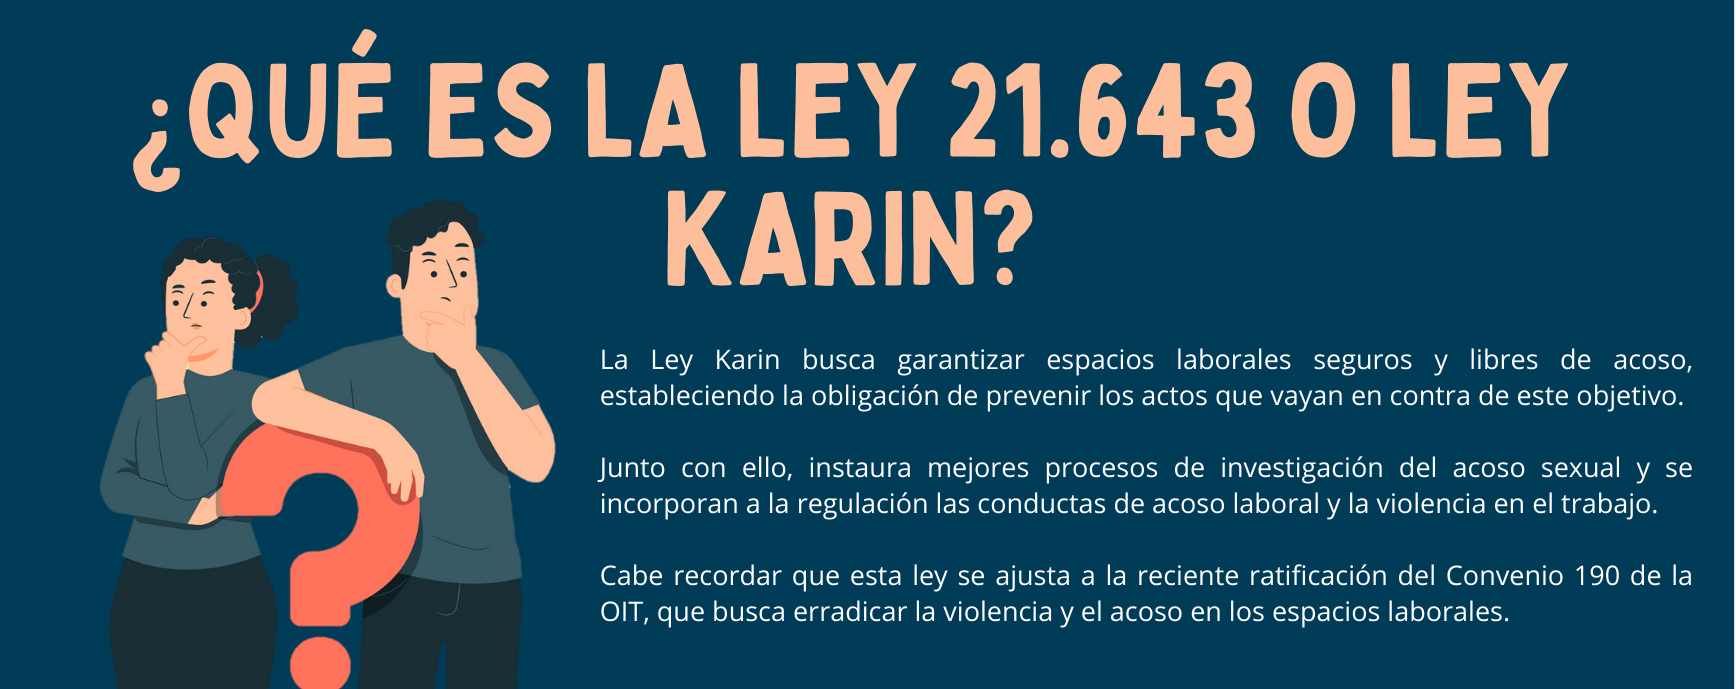 ¿QUÉ ES LA LEY 21.643 O LEY
KARIN?
La Ley Karin busca garantizar espacios laborales seguros y libres de acoso,
estableciendo la obligación de prevenir los actos que vayan en contra de este objetivo.
Junto con ello, instaura mejores procesos de investigación del acoso sexual y se
incorporan a la regulación las conductas de acoso laboral y la violencia en el trabajo.
Cabe recordar que esta ley se ajusta a la reciente ratificación del Convenio 190 de la
OIT, que busca erradicar la violencia y el acoso en los espacios laborales.